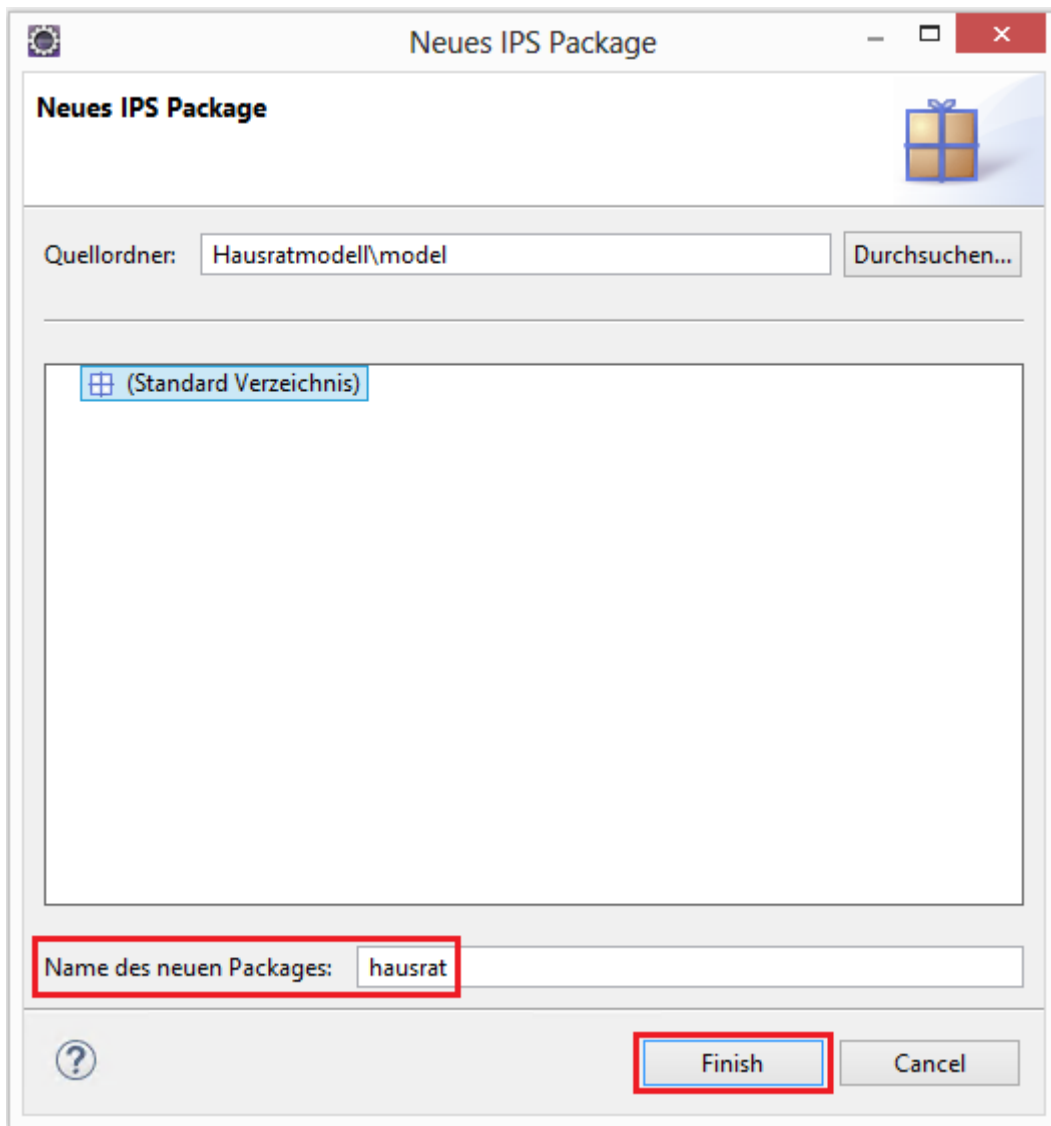 Neues IPS Package
Neues IPS Package
Quellordner: Hausratmodell\model Durchsuchen...
(Standard Verzeichnis)
Name des neuen Packages: hausrat
Finish Cancel